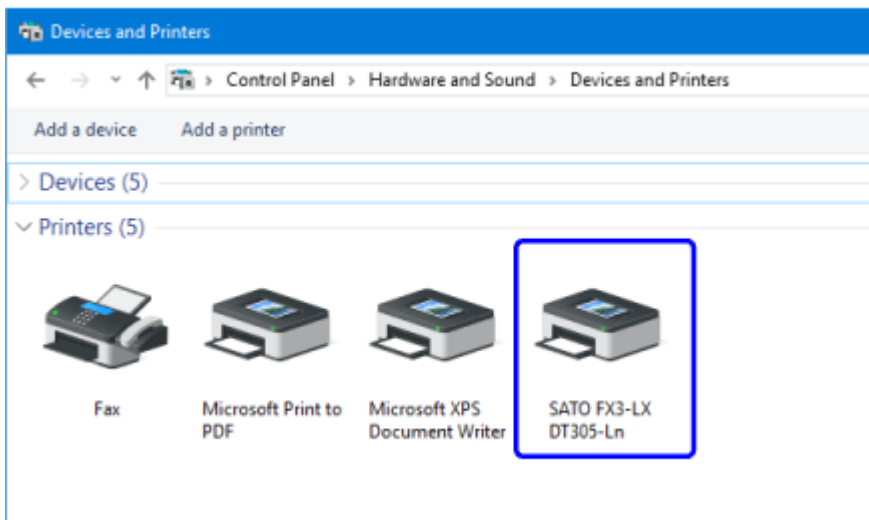 Devices and Printers
Control Panel > Hardware and Sound > Devices and Printers
Add a device Add a printer
Devices (5)
Printers (5)
Fax
Microsoft Print to
PDF
Microsoft XPS
Document Writer
SATO FX3-LX
DT305-Ln